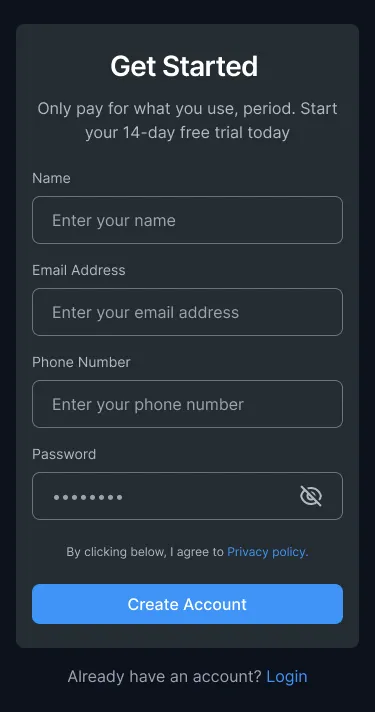 Get Started
Only pay for what you use, period. Start
your 14-day free trial today
Name
Enter your name
Email Address
Enter your email address
Phone Number
Enter your phone number
Password
••••••••
By clicking below, I agree to Privacy policy.
Create Account
Already have an account? Login